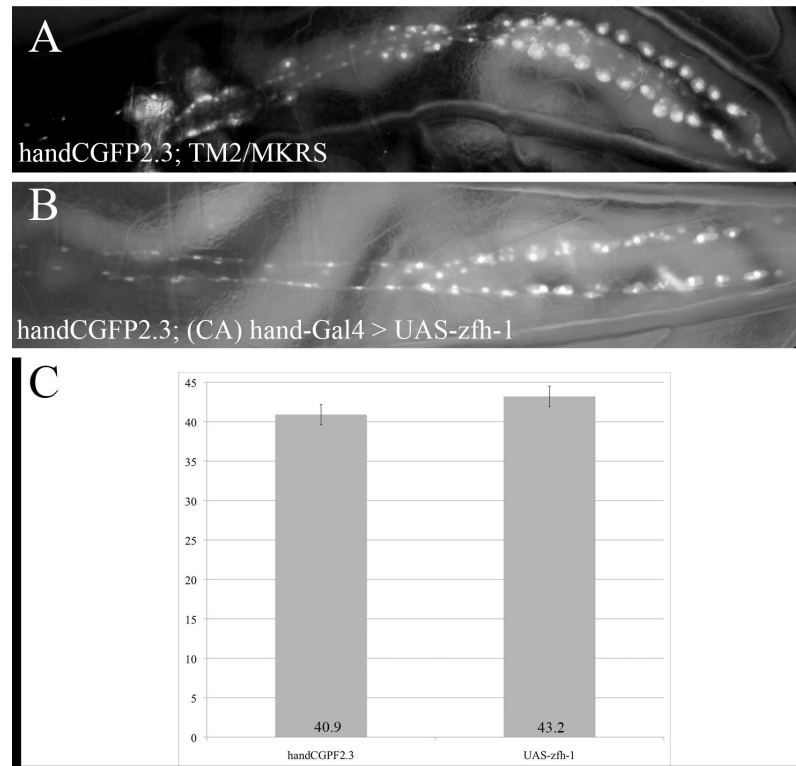 A
handCGFP2.3; TM2/MKRS
B
handCGFP2.3; (CA) hand-Gal4 > UAS-zfh-1
C
45
40
35
30
25
20
15
10
5
0
40.9
43.2
handCGPF2.3
UAS-zfh-1